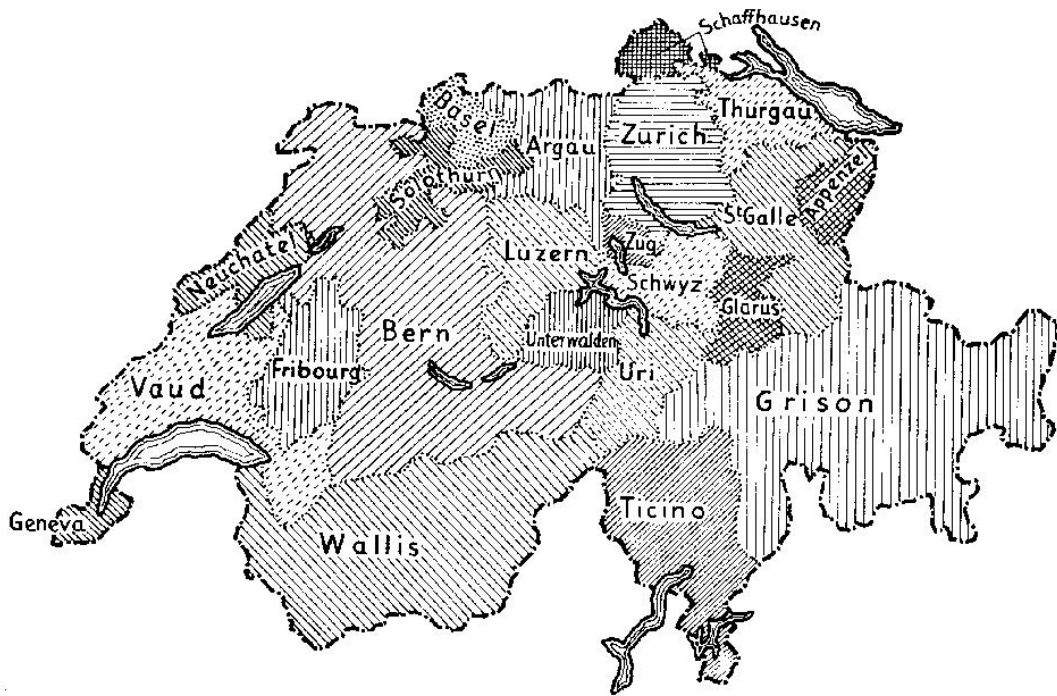 Schaffhausen
Basel
Thurgau
Argau
Zurich
Solothurn
Appenzel
St Galle
Neuchatel
Luzern
Zug
Schwyz
Glarus
Bern
Unterwalden
Fribourg
Uri
Vaud
Grison
Geneva
Ticino
Wallis